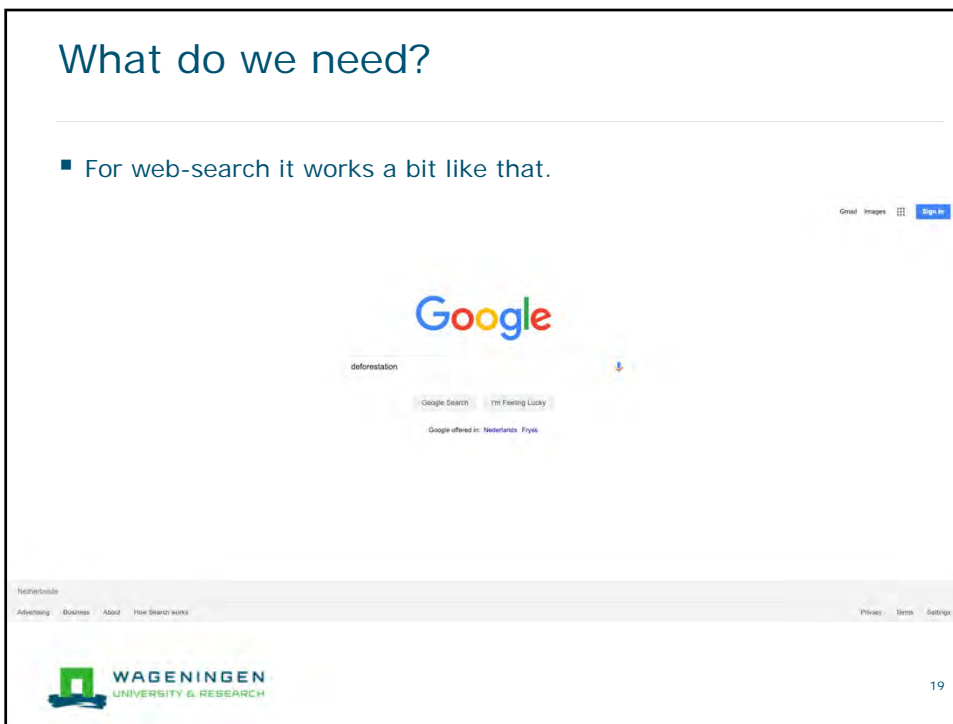 What do we need?
▪ For web-search it works a bit like that.
Gmail Images Sign in
Google
deforestation
Google Search I'm Feeling Lucky
Google offered in: Nederlands Frysk
Netherlands
Advertising Business About How Search works Privacy Terms Settings
WAGENINGEN
UNIVERSITY & RESEARCH
19